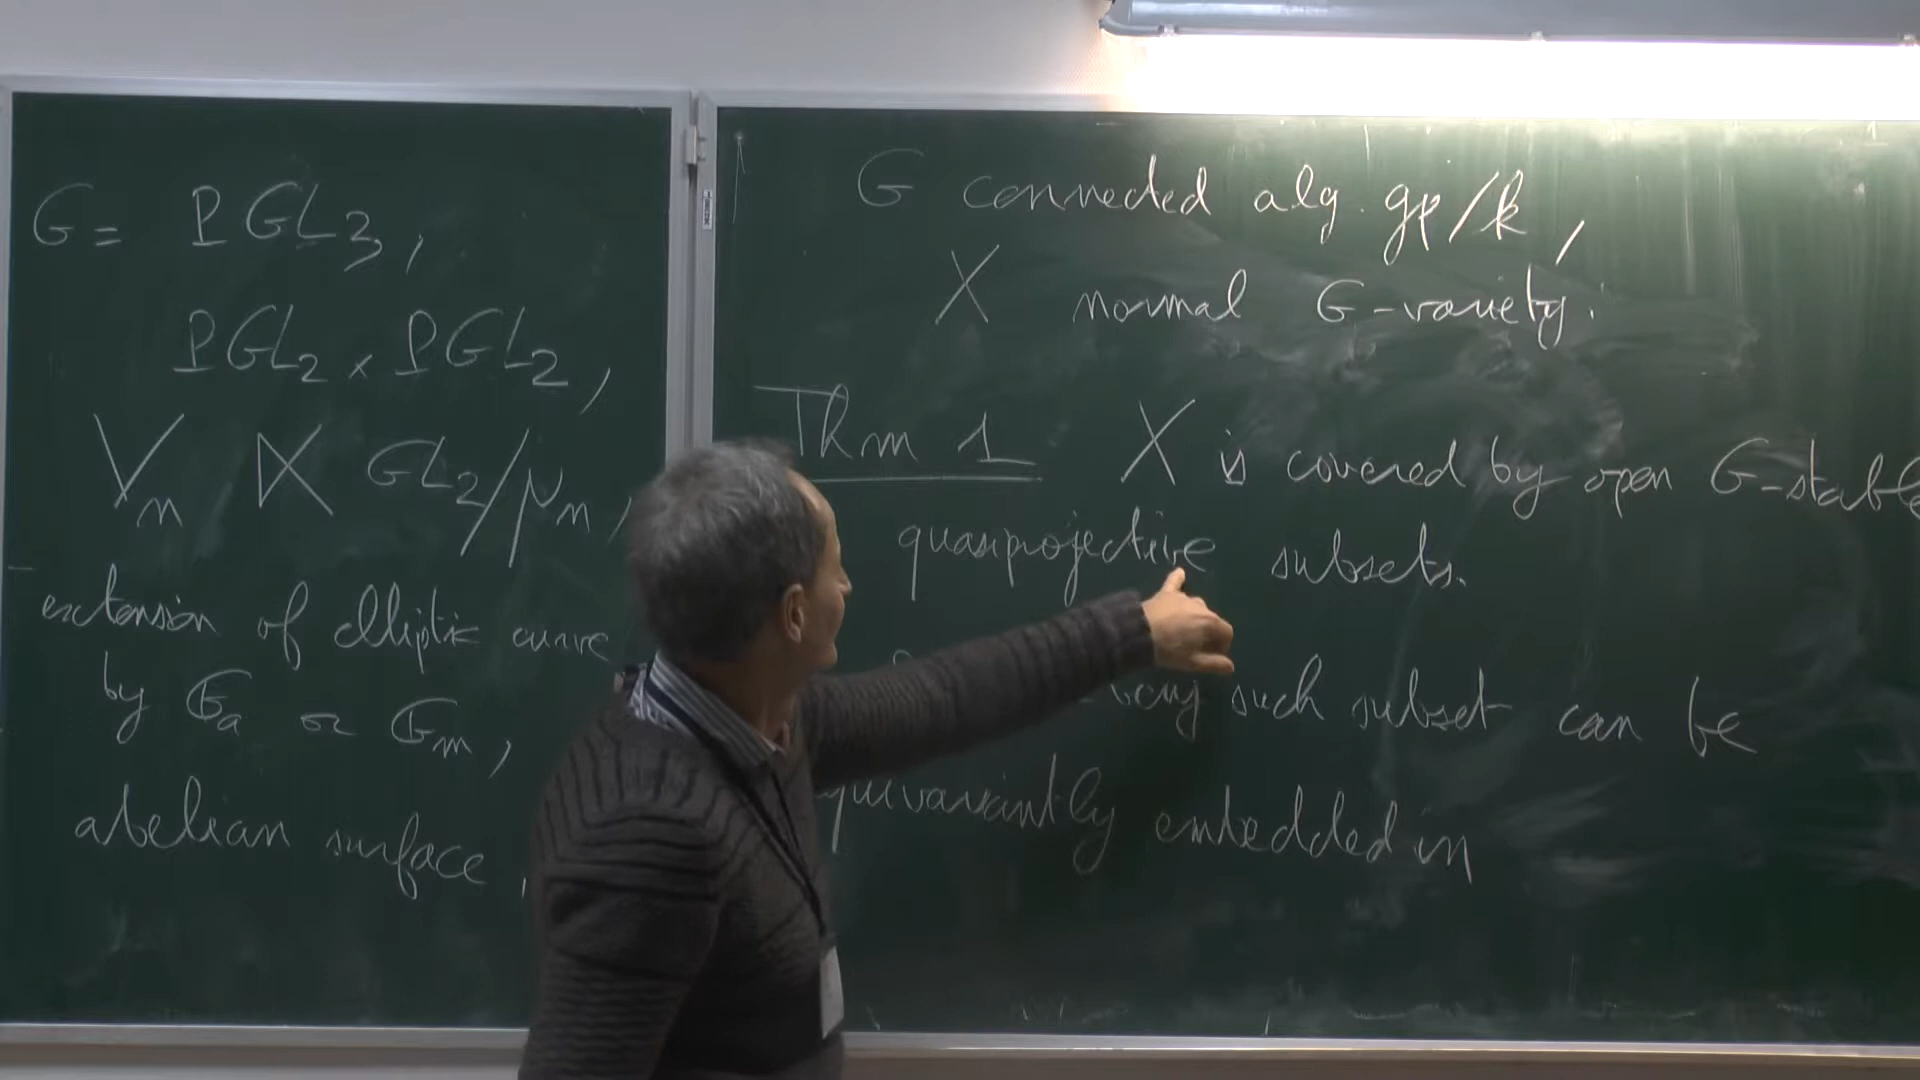 G = PGL₃,
PGL₂ × PGL₂,
Vₙ ⋊ GL₂/μₙ,
extension of elliptic curve
by 𝔾ₐ or 𝔾ₘ,
abelian surface,
G connected alg. gp/k,
X normal G-variety.
Thm 1 X is covered by open G-stable
quasiprojective subsets.
such subset can be
equivariantly embedded in